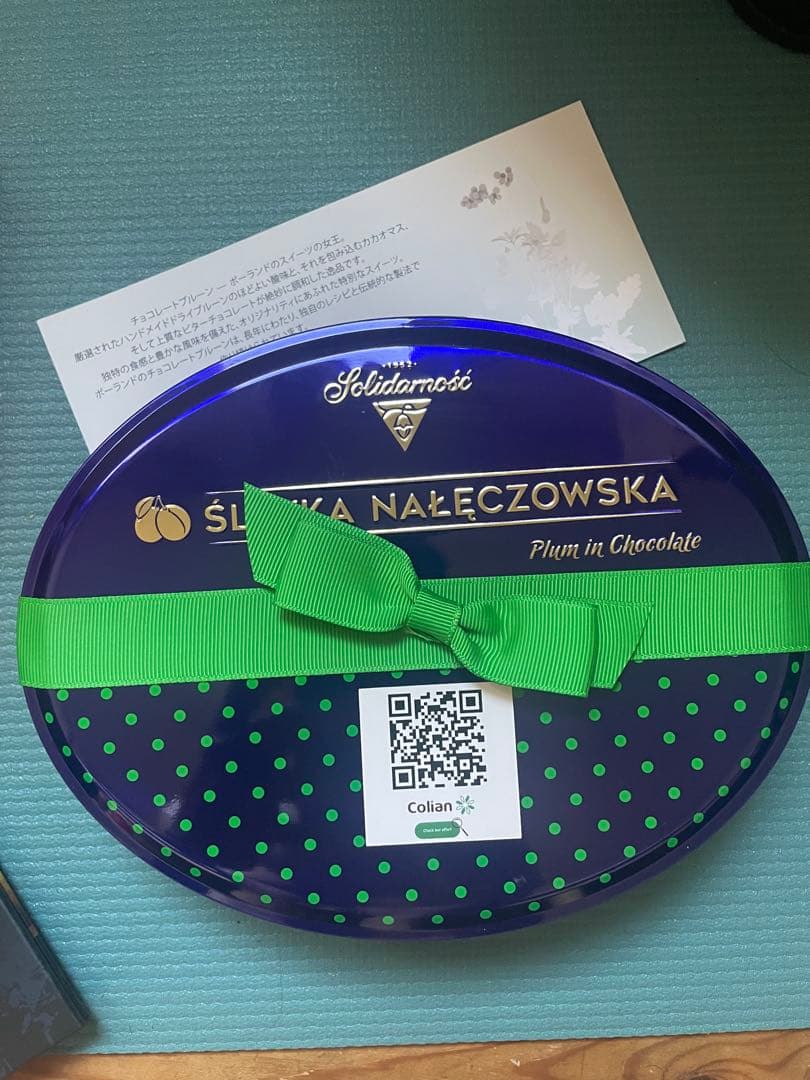 チョコレートプルーン ― ポーランドのスイーツの女王。
厳選されたハンドメイドドライプルーンのほどよい酸味と、それを包み込むカカオマス、
そして上質なビターチョコレートが絶妙に調和した逸品です。
独特の食感と豊かな風味を備えた、オリジナリティにあふれた特別なスイーツ。
ポーランドのチョコレートプルーンは、長年にわたり、独自のレシピと伝統的な製法で
1952
Solidarność
NAŁĘCZOWSKA
Plum in Chocolate
Colian
Check our offer!